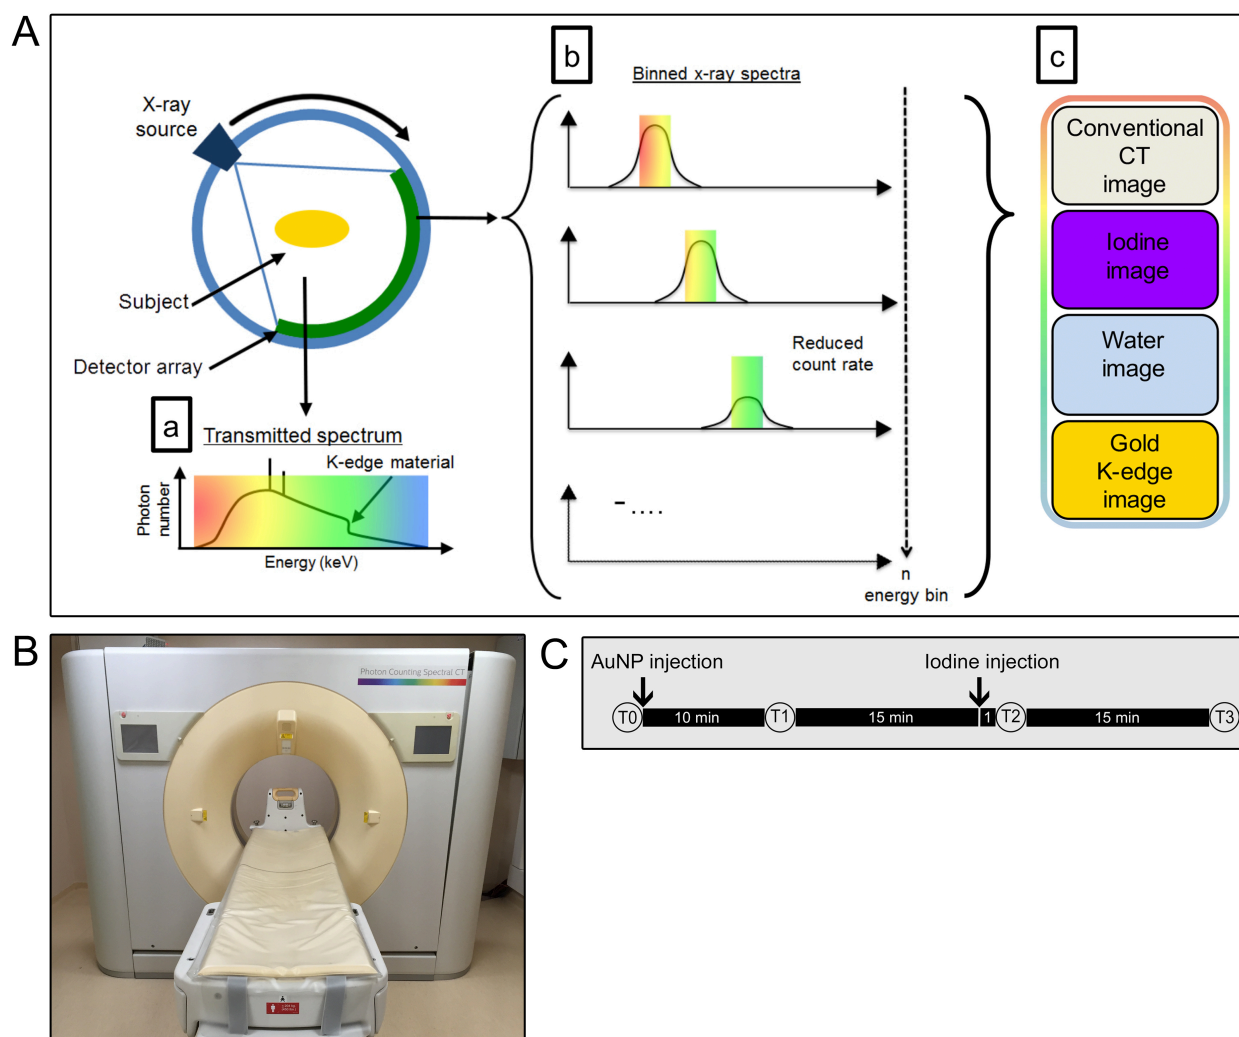 A
X-ray
source
Subject
Detector array
a
Transmitted spectrum
K-edge material
Photon
number
Energy (keV)
b
Binned x-ray spectra
Reduced
count rate
- ....
n
energy bin
c
Conventional
CT
image
Iodine
image
Water
image
Gold
K-edge
image
B
Photon Counting Spectral CT
C
AuNP injection
Iodine injection
T0
10 min
T1
15 min
1
T2
15 min
T3